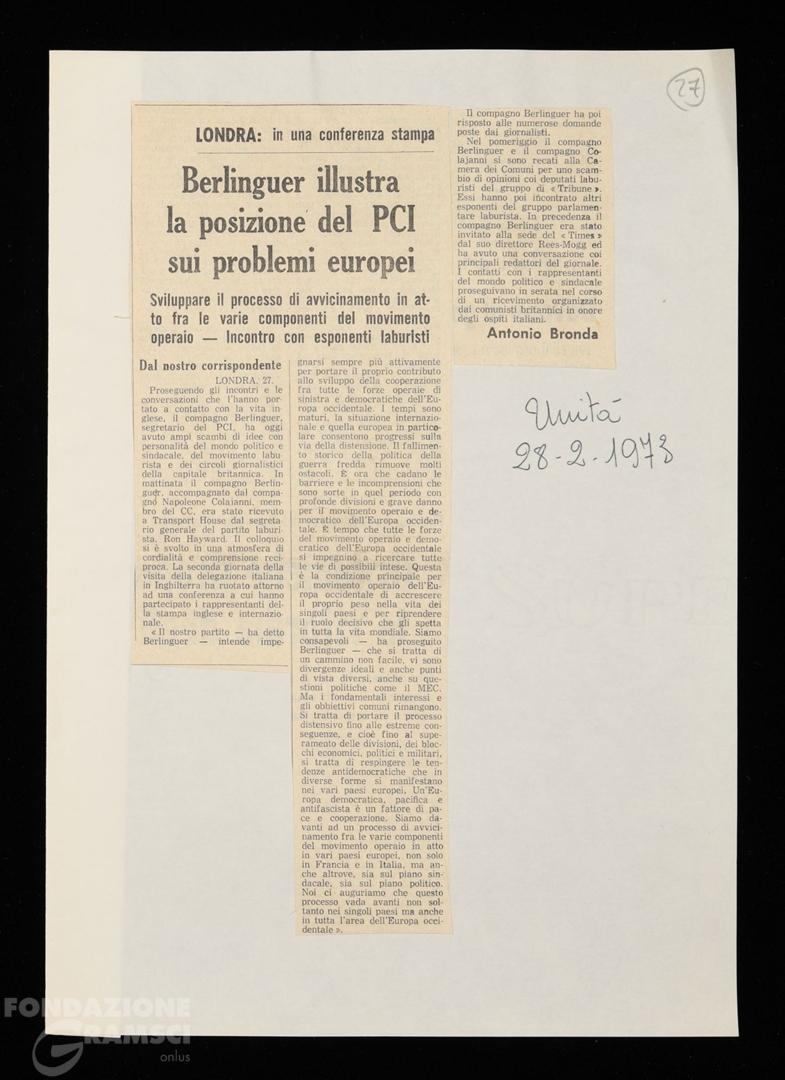 27
LONDRA: in una conferenza stampa
Berlinguer illustra
la posizione del PCI
sui problemi europei
Sviluppare il processo di avvicinamento in at-
to fra le varie componenti del movimento
operaio — Incontro con esponenti laburisti
Dal nostro corrispondente
LONDRA, 27.
Proseguendo gli incontri e le
conversazioni che l'hanno por-
tato a contatto con la vita in-
glese, il compagno Berlinguer,
segretario del PCI, ha oggi
avuto ampi scambi di idee con
personalità del mondo politico e
sindacale, del movimento labu
rista e dei circoli giornalistici
della capitale britannica. In
mattinata il compagno Berlin-
guer, accompagnato dal compa-
gno Napoleone Colajanni, mem-
bro del CC, era stato ricevuto
a Transport House dal segreta-
rio generale del partito laburi-
sta, Ron Hayward. Il colloquio
si è svolto in una atmosfera di
cordialità e comprensione reci-
proca. La seconda giornata della
visita della delegazione italiana
in Inghilterra ha ruotato attorno
ad una conferenza a cui hanno
partecipato i rappresentanti del-
la stampa inglese e internazio-
nale.
« Il nostro partito — ha detto
Berlinguer — intende impe-
gnarsi sempre più attivamente
per portare il proprio contributo
allo sviluppo della cooperazione
fra tutte le forze operaie di
sinistra e democratiche dell'Eu-
ropa occidentale. I tempi sono
maturi, la situazione internazio-
nale e quella europea in partico-
lare consentono progressi sulla
via della distensione. Il fallimen-
to storico della politica della
guerra fredda rimuove molti
ostacoli. È ora che cadano le
barriere e le incomprensioni che
sono sorte in quel periodo con
profonde divisioni e grave danno
per il movimento operaio e de-
mocratico dell'Europa occiden-
tale. È tempo che tutte le forze
del movimento operaio e demo-
cratico dell'Europa occidentale
si impegnino a ricercare tutte
le vie di possibili intese. Questa
è la condizione principale per
il movimento operaio dell'Eu-
ropa occidentale di accrescere
il proprio peso nella vita dei
singoli paesi e per riprendere
il ruolo decisivo che gli spetta
in tutta la vita mondiale. Siamo
consapevoli — ha proseguito
Berlinguer — che si tratta di
un cammino non facile, vi sono
divergenze ideali e anche punti
di vista diversi, anche su que-
stioni politiche come il MEC.
Ma i fondamentali interessi e
gli obbiettivi comuni rimangono.
Si tratta di portare il processo
distensivo fino alle estreme con-
seguenze, e cioè fino al supe-
ramento delle divisioni, dei bloc-
chi economici, politici e militari,
si tratta di respingere le ten-
denze antidemocratiche che in
diverse forme si manifestano
nei vari paesi europei. Un'Eu-
ropa democratica, pacifica e
antifascista è un fattore di pa-
ce e cooperazione. Siamo da-
vanti ad un processo di avvici-
namento fra le varie componenti
del movimento operaio in atto
in vari paesi europei, non solo
in Francia e in Italia, ma an-
che altrove, sia sul piano sin-
dacale, sia sul piano politico.
Noi ci auguriamo che questo
processo vada avanti non sol-
tanto nei singoli paesi ma anche
in tutta l'area dell'Europa occi-
dentale ».
Il compagno Berlinguer ha poi
risposto alle numerose domande
poste dai giornalisti.
Nel pomeriggio il compagno
Berlinguer e il compagno Co-
lajanni si sono recati alla Ca-
mera dei Comuni per uno scam-
bio di opinioni coi deputati labu-
risti del gruppo di « Tribune ».
Essi hanno poi incontrato altri
esponenti del gruppo parlamen-
tare laburista. In precedenza il
compagno Berlinguer era stato
invitato alla sede del « Times »
dal suo direttore Rees-Mogg ed
ha avuto una conversazione coi
principali redattori del giornale.
I contatti con i rappresentanti
del mondo politico e sindacale
proseguivano in serata nel corso
di un ricevimento organizzato
dai comunisti britannici in onore
degli ospiti italiani.
Antonio Bronda
Unità
28-2-1973
FONDAZIONE
GRAMSCI
onlus